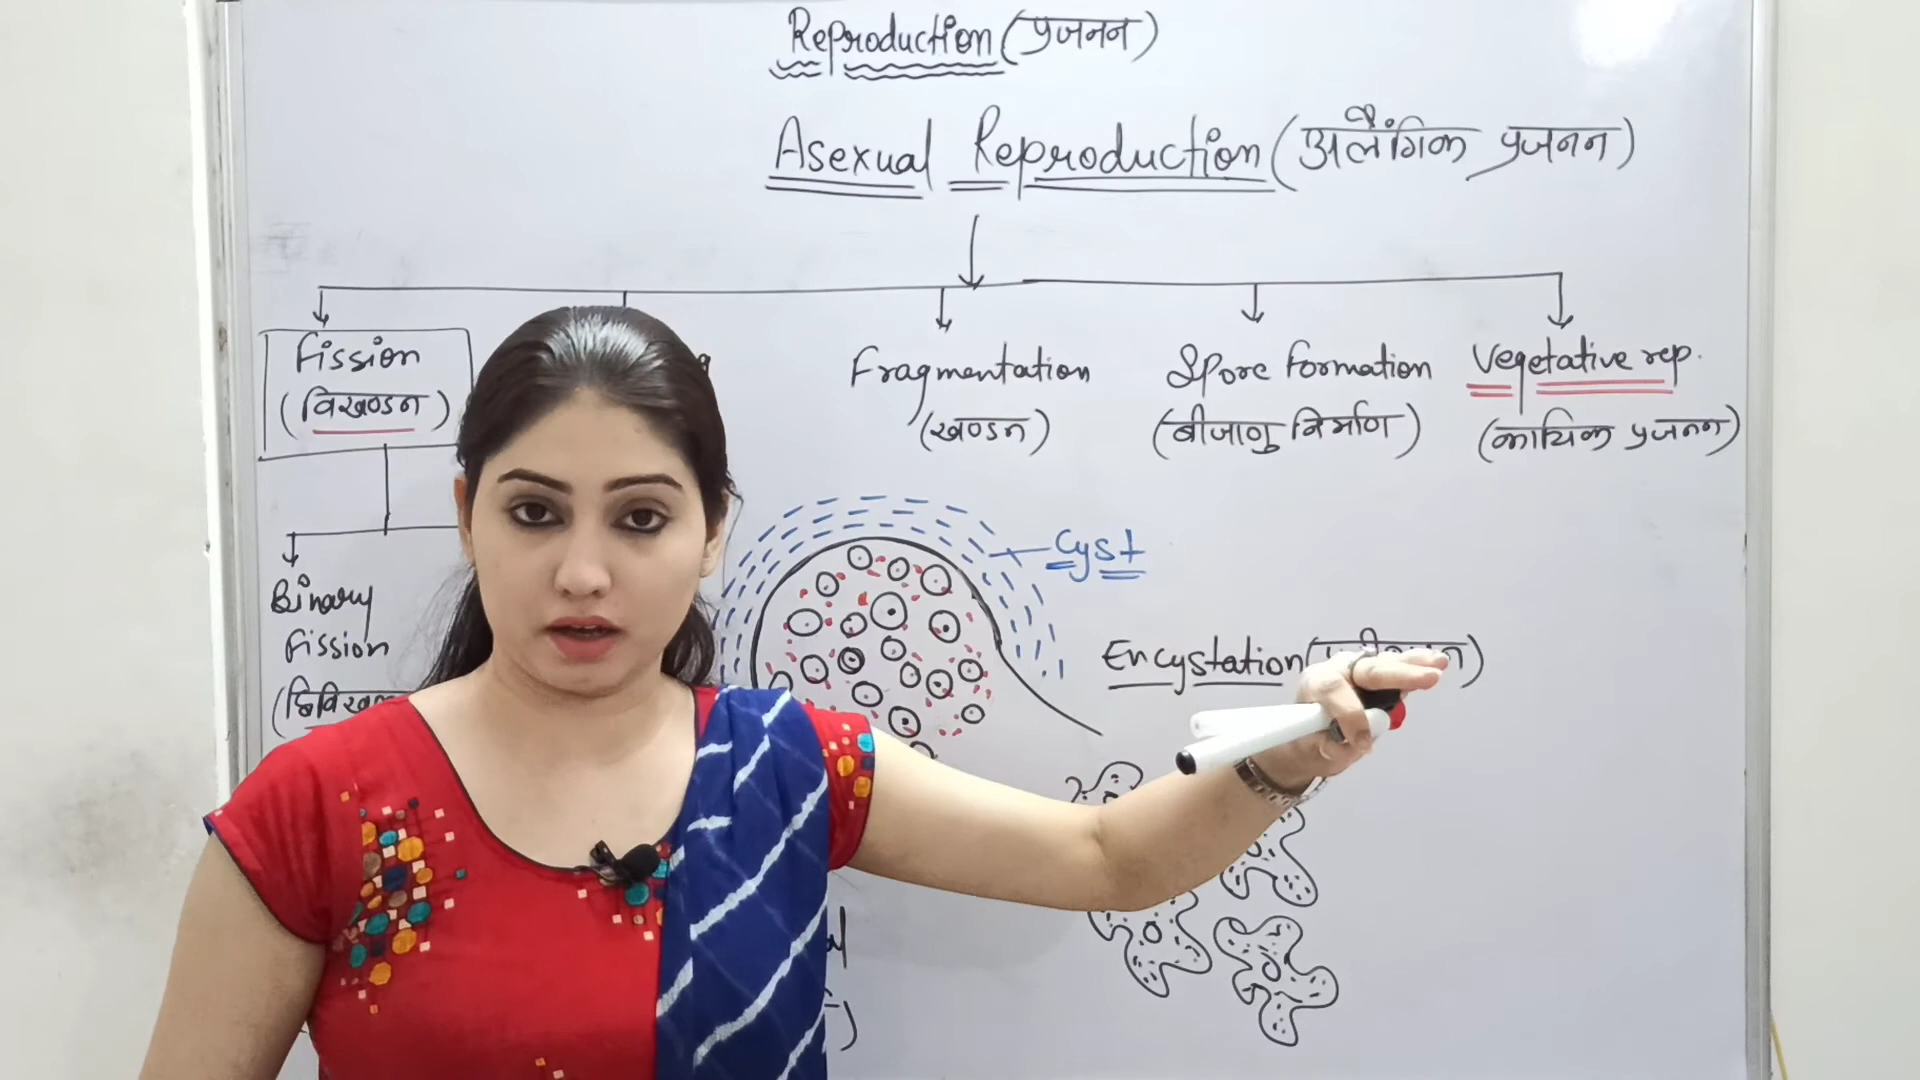 Reproduction (प्रजनन)
Asexual Reproduction (अलैंगिक प्रजनन)
Fission
(विखण्डन)
Fragmentation
(खण्डन)
Spore Formation
(बीजाणु निर्माण)
Vegetative rep.
(कायिक प्रजनन)
Cyst
Binary
Fission
Encystation